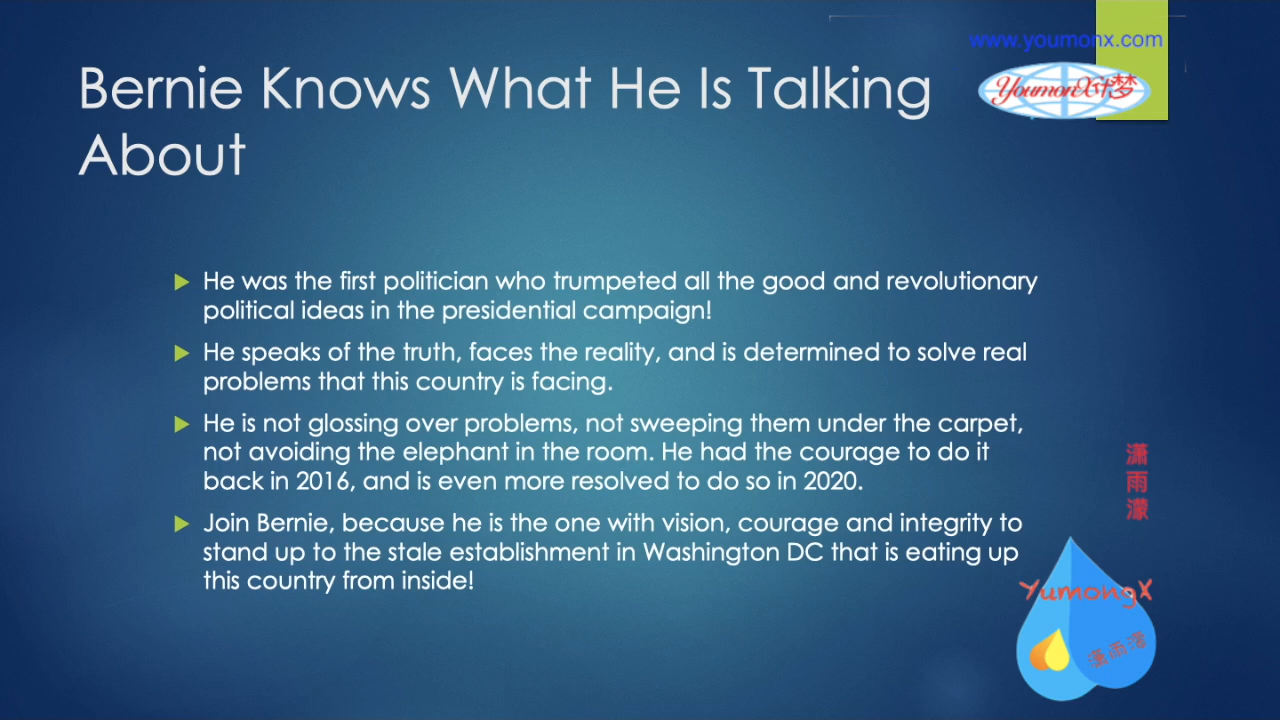 www.youmonx.com
YoumonX 叶梦
Bernie Knows What He Is Talking
About
He was the first politician who trumpeted all the good and revolutionary
political ideas in the presidential campaign!
He speaks of the truth, faces the reality, and is determined to solve real
problems that this country is facing.
He is not glossing over problems, not sweeping them under the carpet,
not avoiding the elephant in the room. He had the courage to do it
back in 2016, and is even more resolved to do so in 2020.
Join Bernie, because he is the one with vision, courage and integrity to
stand up to the stale establishment in Washington DC that is eating up
this country from inside!
潇
雨
濛
YumongX
潇雨濛